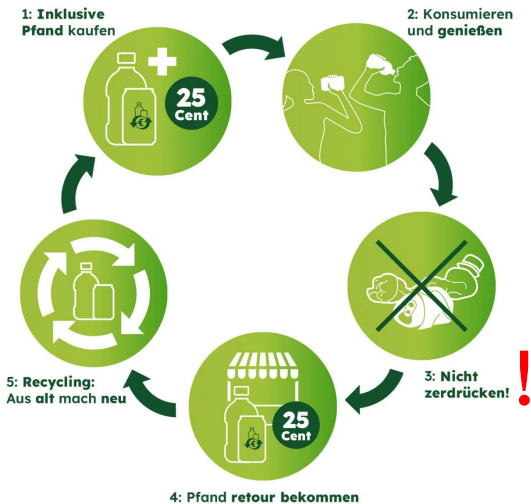 1: Inklusive
Pfand kaufen
25
Cent
2: Konsumieren
und genießen
3: Nicht
zerdrücken!
!
4: Pfand retour bekommen
25
Cent
5: Recycling:
Aus alt mach neu